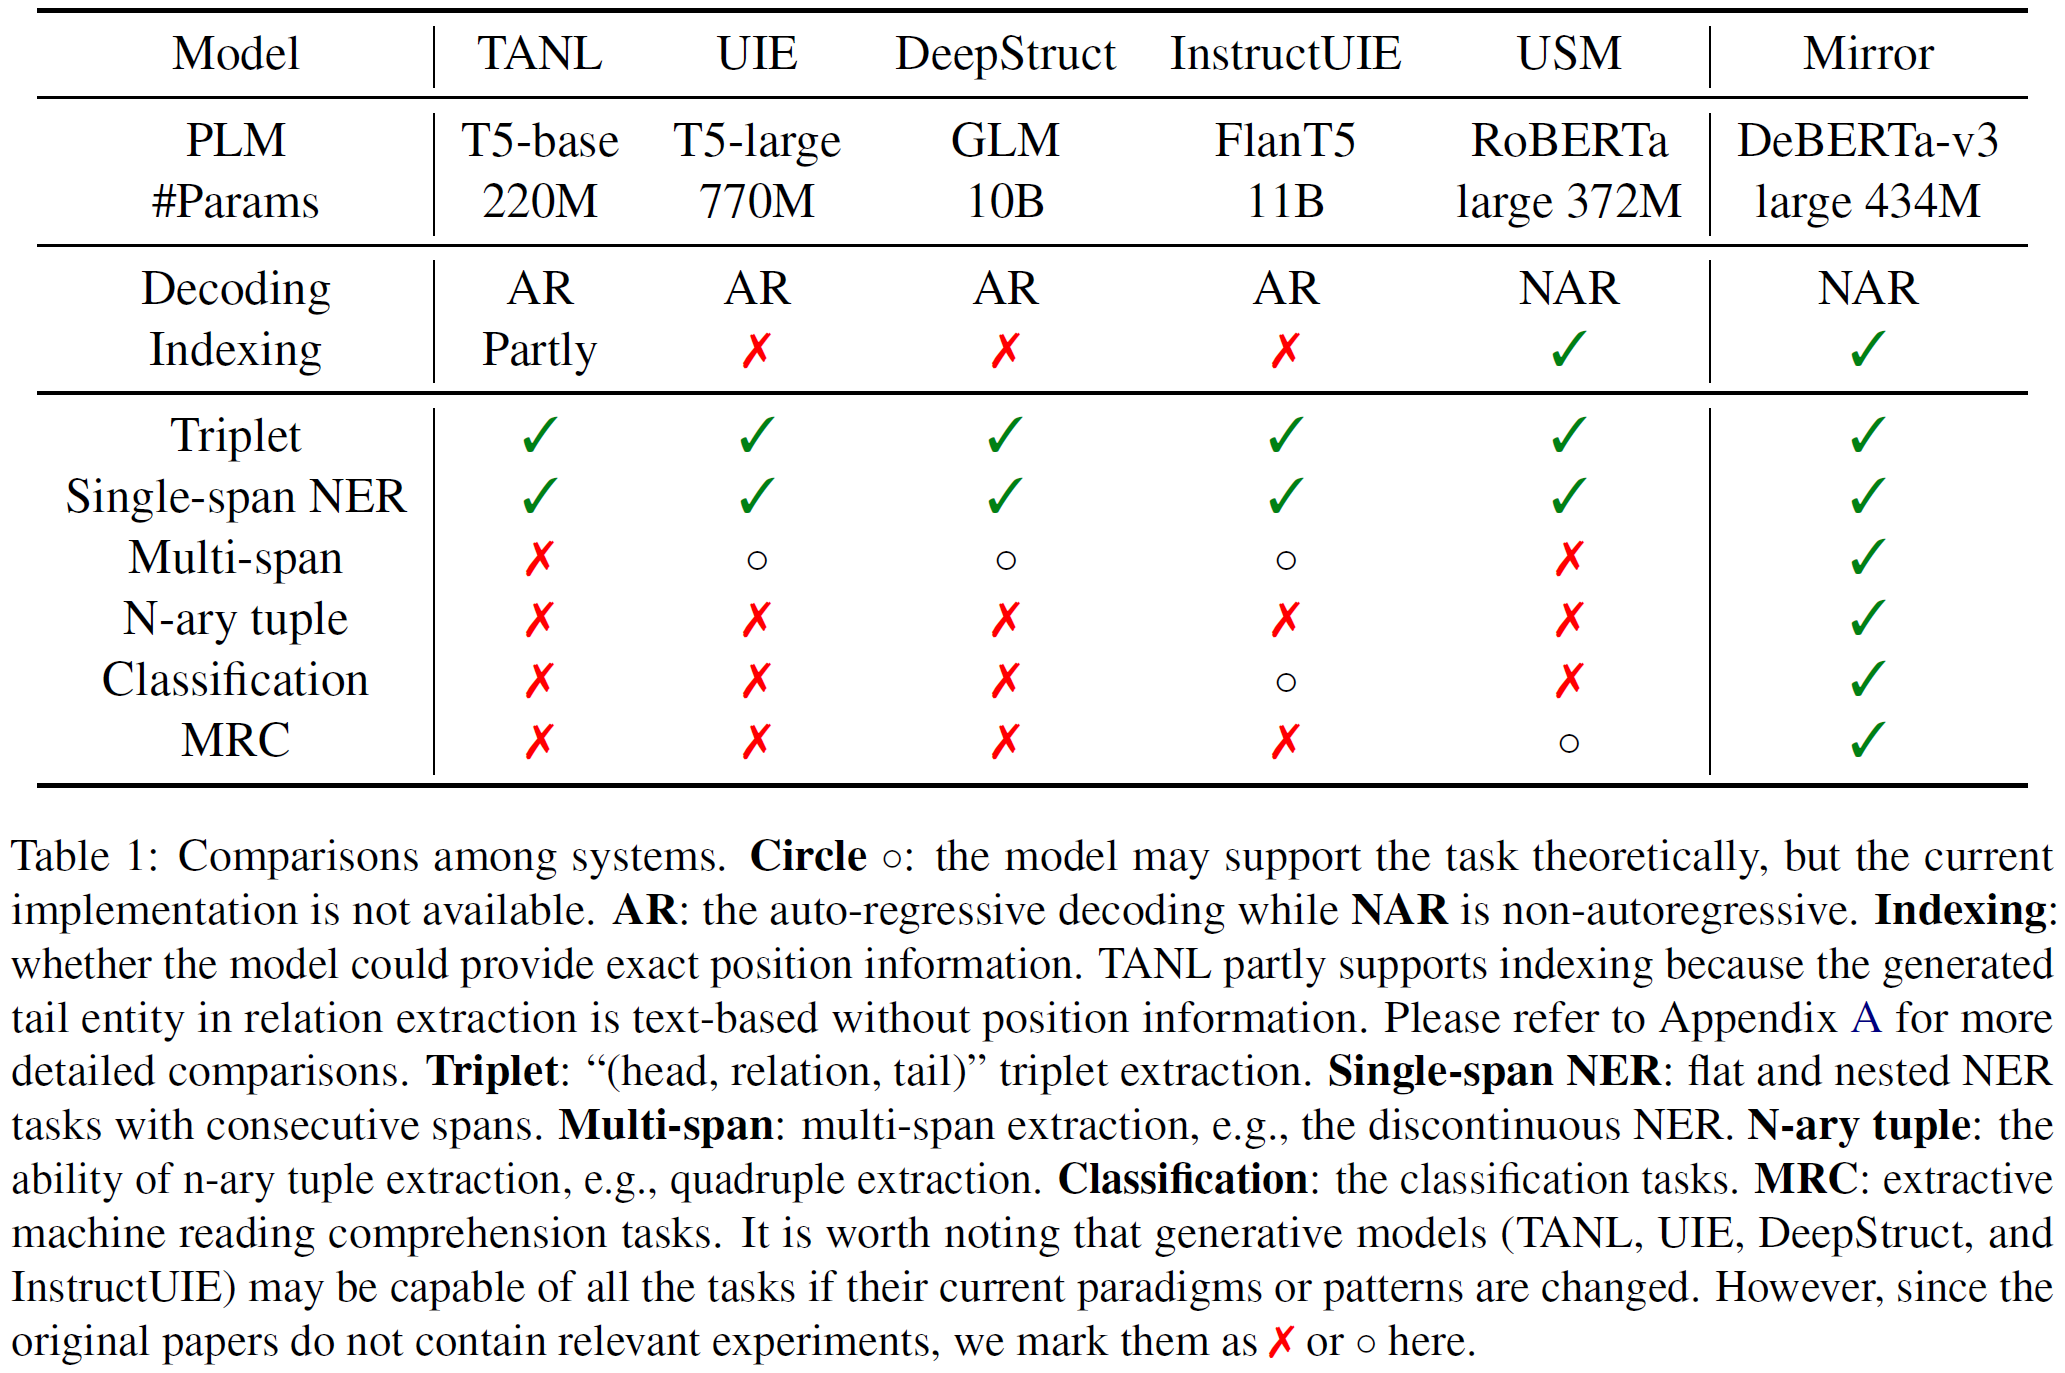 Model TANL UIE DeepStruct InstructUIE USM Mirror
PLM T5-base T5-large GLM FlanT5 RoBERTa DeBERTa-v3
#Params 220M 770M 10B 11B large 372M large 434M
Decoding AR AR AR AR NAR NAR
Indexing Partly ✗ ✗ ✗ ✓ ✓
Triplet ✓ ✓ ✓ ✓ ✓ ✓
Single-span NER ✓ ✓ ✓ ✓ ✓ ✓
Multi-span ✗ ○ ○ ○ ✗ ✓
N-ary tuple ✗ ✗ ✗ ✗ ✗ ✓
Classification ✗ ✗ ✗ ○ ✗ ✓
MRC ✗ ✗ ✗ ✗ ○ ✓
Table 1: Comparisons among systems. Circle ○: the model may support the task theoretically, but the current
implementation is not available. AR: the auto-regressive decoding while NAR is non-autoregressive. Indexing:
whether the model could provide exact position information. TANL partly supports indexing because the generated
tail entity in relation extraction is text-based without position information. Please refer to Appendix A for more
detailed comparisons. Triplet: “(head, relation, tail)” triplet extraction. Single-span NER: flat and nested NER
tasks with consecutive spans. Multi-span: multi-span extraction, e.g., the discontinuous NER. N-ary tuple: the
ability of n-ary tuple extraction, e.g., quadruple extraction. Classification: the classification tasks. MRC: extractive
machine reading comprehension tasks. It is worth noting that generative models (TANL, UIE, DeepStruct, and
InstructUIE) may be capable of all the tasks if their current paradigms or patterns are changed. However, since the
original papers do not contain relevant experiments, we mark them as ✗ or ○ here.